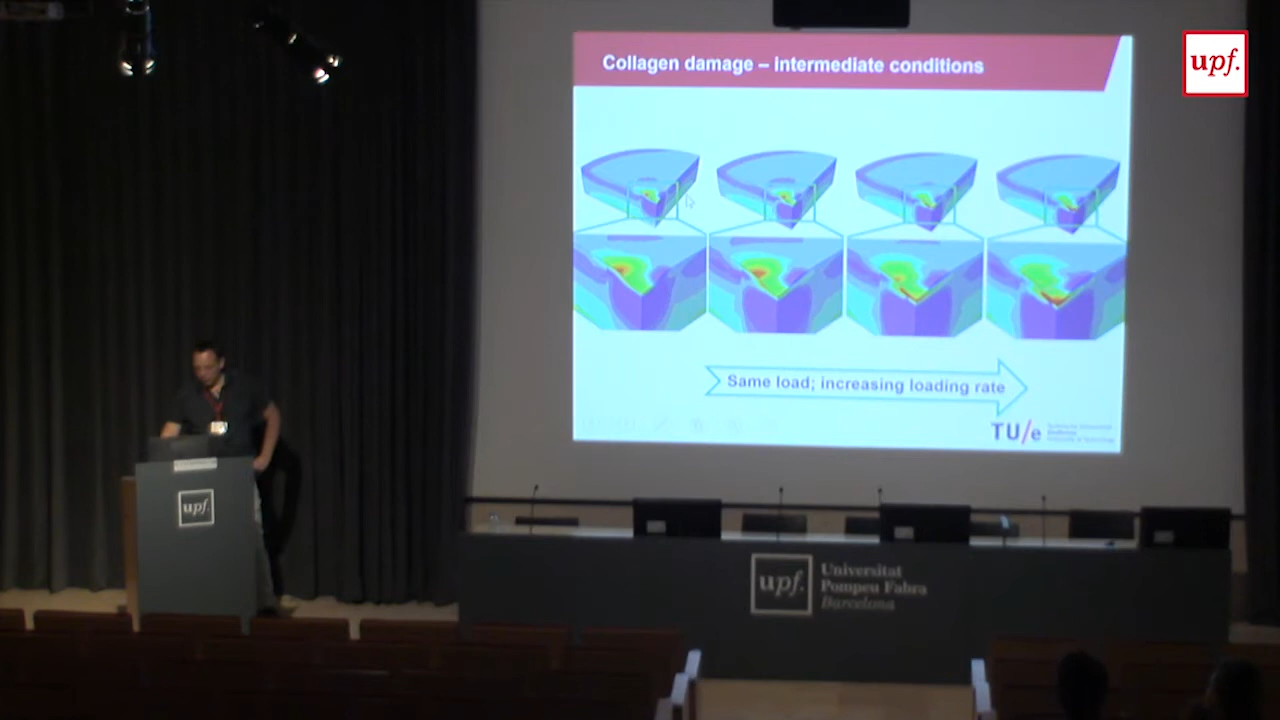 Collagen damage – intermediate conditions
upf.
Same load; increasing loading rate
TU/e
upf.
upf.
Universitat
Pompeu Fabra
Barcelona